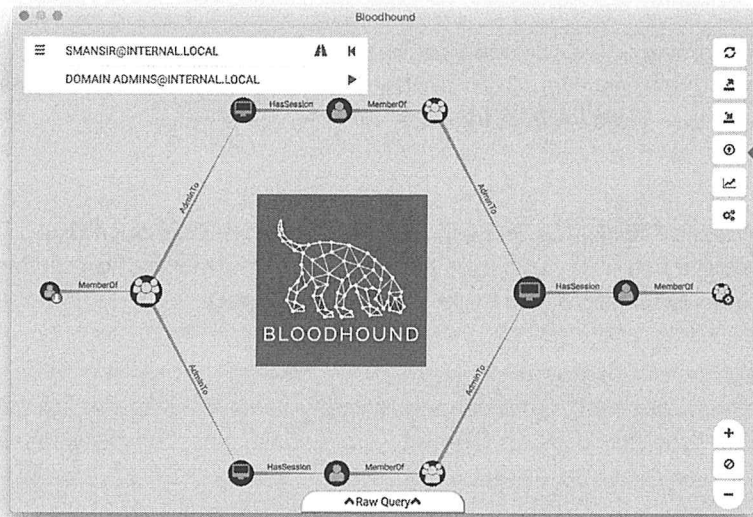 Bloodhound
SMANSIR@INTERNAL.LOCAL
DOMAIN ADMINS@INTERNAL.LOCAL
HasSession
MemberOf
AdminTo
AdminTo
MemberOf
BLOODHOUND
HasSession
MemberOf
AdminTo
AdminTo
HasSession
MemberOf
Raw Query